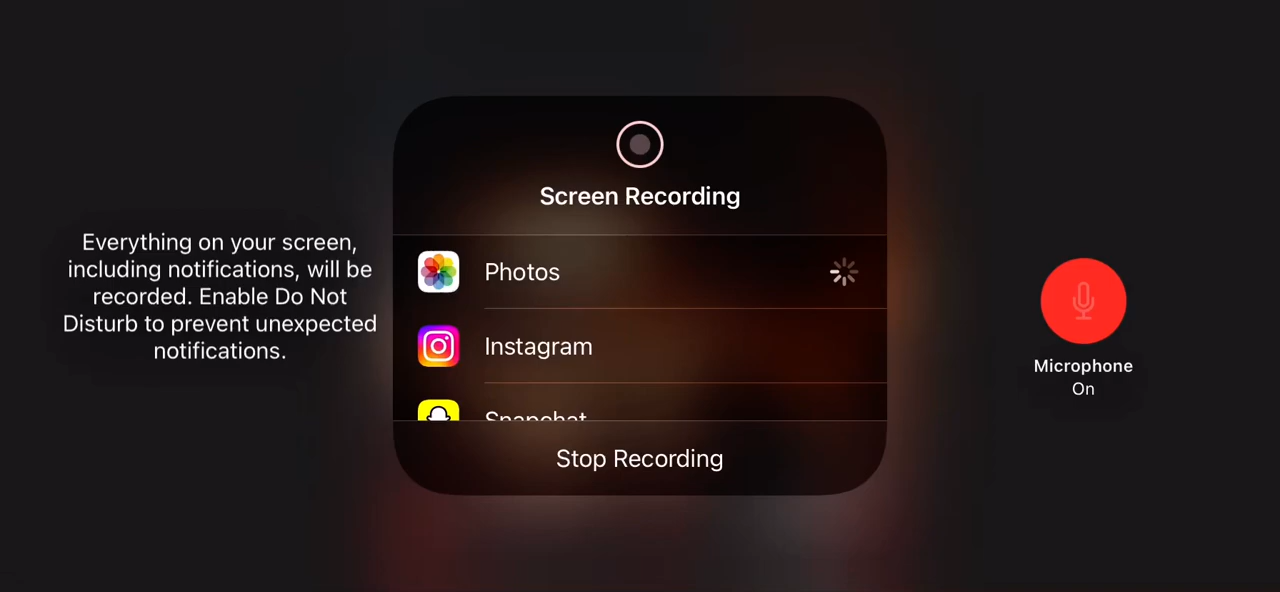 Everything on your screen,
including notifications, will be
recorded. Enable Do Not
Disturb to prevent unexpected
notifications.
Screen Recording
Photos
Instagram
Snapchat
Stop Recording
Microphone
On